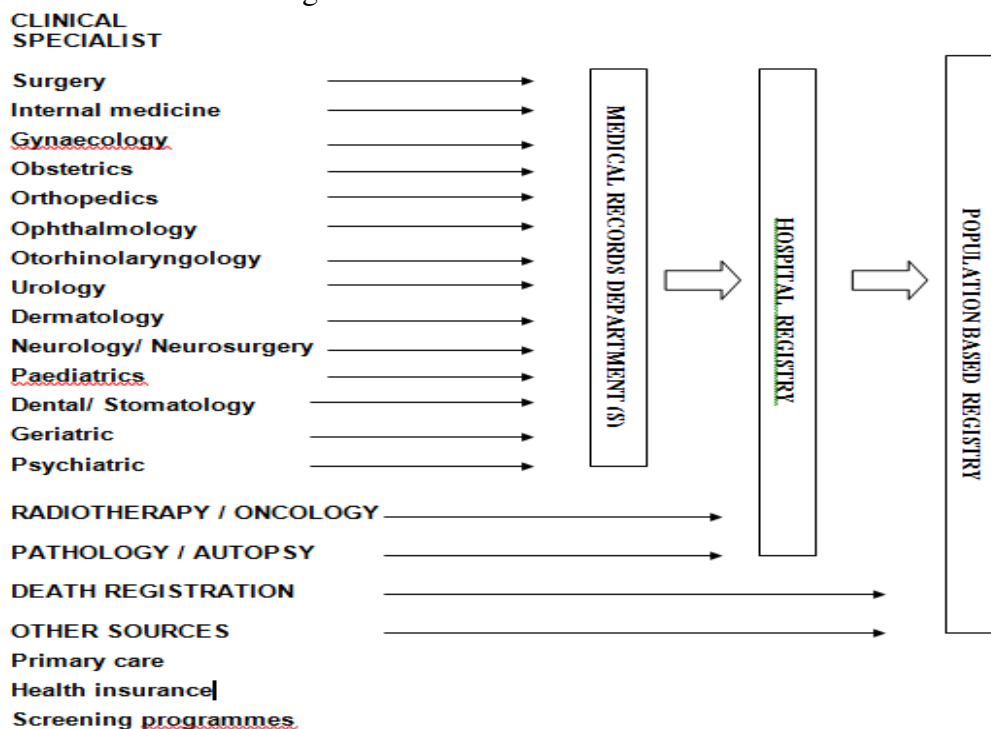 CLINICAL
SPECIALIST
Surgery
Internal medicine
Gynaecology
Obstetrics
Orthopedics
Ophthalmology
Otorhinolaryngology
Urology
Dermatology
Neurology/ Neurosurgery
Paediatrics
Dental/ Stomatology
Geriatric
Psychiatric
RADIOTHERAPY / ONCOLOGY
PATHOLOGY / AUTOPSY
DEATH REGISTRATION
OTHER SOURCES
Primary care
Health insurance
Screening programmes
MEDICAL RECORDS DEPARTMENT (S)
HOSPITAL REGISTRY
POPULATION BASED REGISTRY